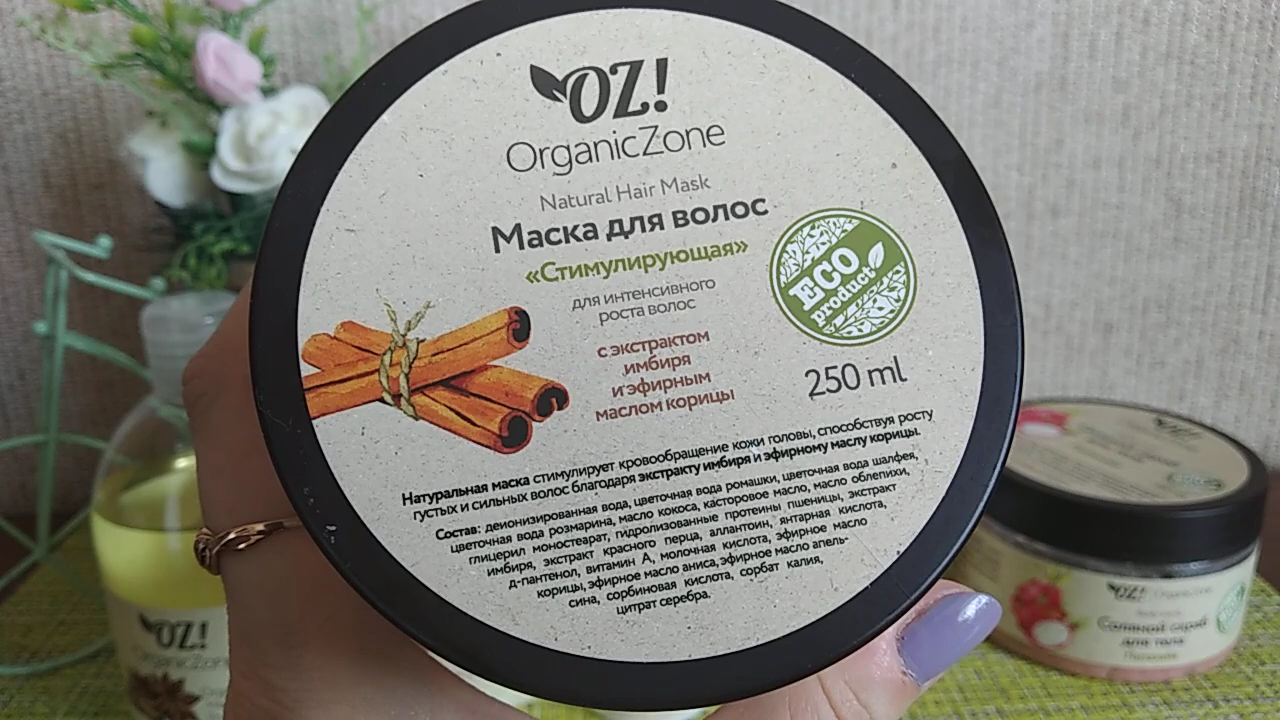 OZ!
OrganicZone
Natural Hair Mask
Маска для волос
«Стимулирующая»
для интенсивного
роста волос
с экстрактом
имбиря
и эфирным
маслом корицы
ECO
product
250 ml
Натуральная маска стимулирует кровообращение кожи головы, способствуя росту
густых и сильных волос благодаря экстракту имбиря и эфирному маслу корицы.
Состав: деионизированная вода, цветочная вода ромашки, цветочная вода шалфея,
цветочная вода розмарина, масло кокоса, касторовое масло, масло облепихи,
глицерил моностеарат, гидролизованные протеины пшеницы, экстракт
имбиря, экстракт красного перца, аллантоин, янтарная кислота,
д-пантенол, витамин А, молочная кислота, эфирное масло
корицы, эфирное масло аниса, эфирное масло апель-
сина, сорбиновая кислота, сорбат калия,
цитрат серебра.
OZ!
OrganicZone
OZ!
OZ! OrganicZone
Соляной скраб
для тела